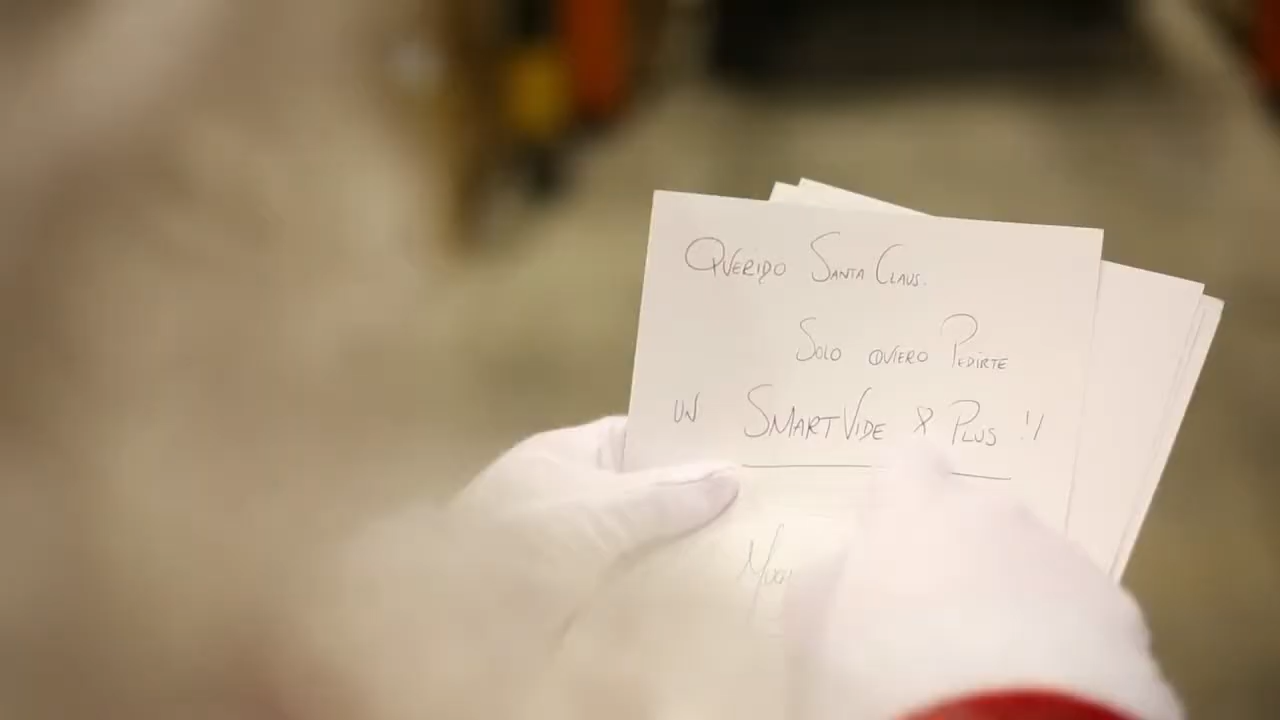 QUERIDO SANTA CLAUS.
SOLO QUIERO PEDIRTE
UN SMARTVIDE 8 PLUS !!